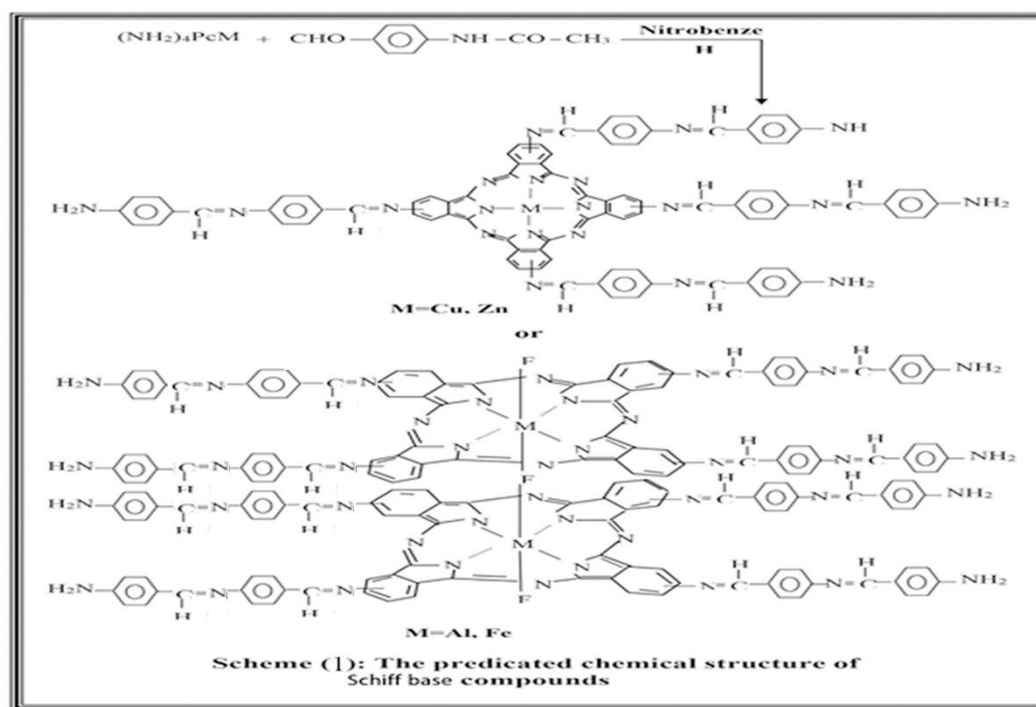 (NH2)4PcM + CHO NH – CO – CH3 Nitrobenze
H
H H
N=C N=C NH
N N N N
H H
H2N C=N C=N N M N N=C N=C NH2
H H
N N N N
N=C N=C NH2
H H
M=Cu, Zn
or
F
H H
H2N C=N C=N N N=C N=C NH2
H H
N N
M
N N
H H
H2N C=N C=N N N N=C N=C NH2
H H F H H
H2N C=N C=N N N=C N=C NH2
H H
N N
N M N
N N
H H
H2N C=N C=N N N=C N=C NH2
H H F
M=Al, Fe
Scheme (1): The predicated chemical structure of
Schiff base compounds